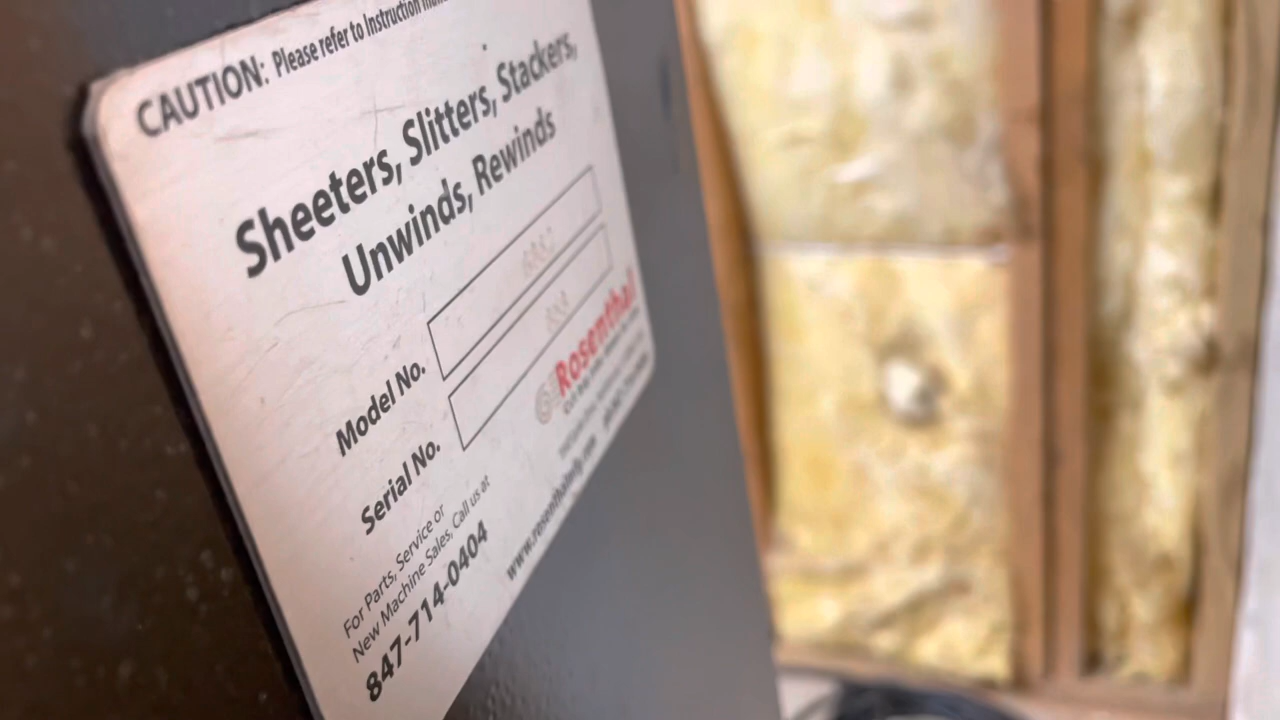 CAUTION: Please refer to Instruction
Sheeters, Slitters, Stackers,
Unwinds, Rewinds
Model No.
Serial No.
Rosenthal
For Parts, Service or
New Machine Sales, Call us at
847-714-0404